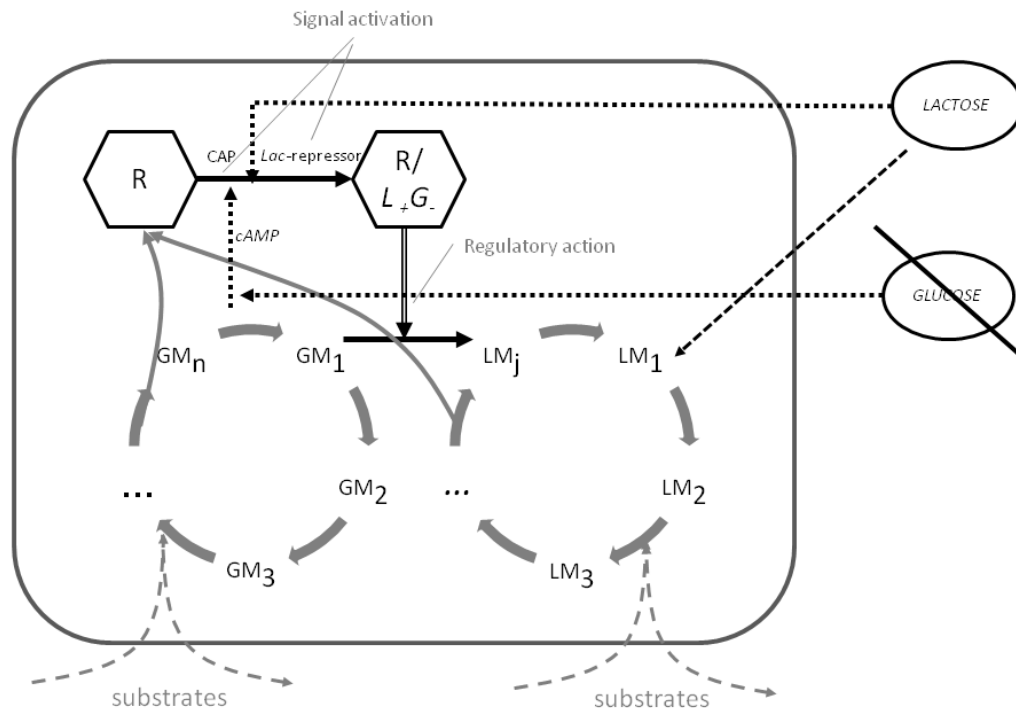 Signal activation
LACTOSE
CAP
Lac-repressor
R
R/
L +G -
cAMP
Regulatory action
GLUCOSE
GMn
GM1
LMj
LM1
...
GM2
...
LM2
GM3
LM3
substrates
substrates